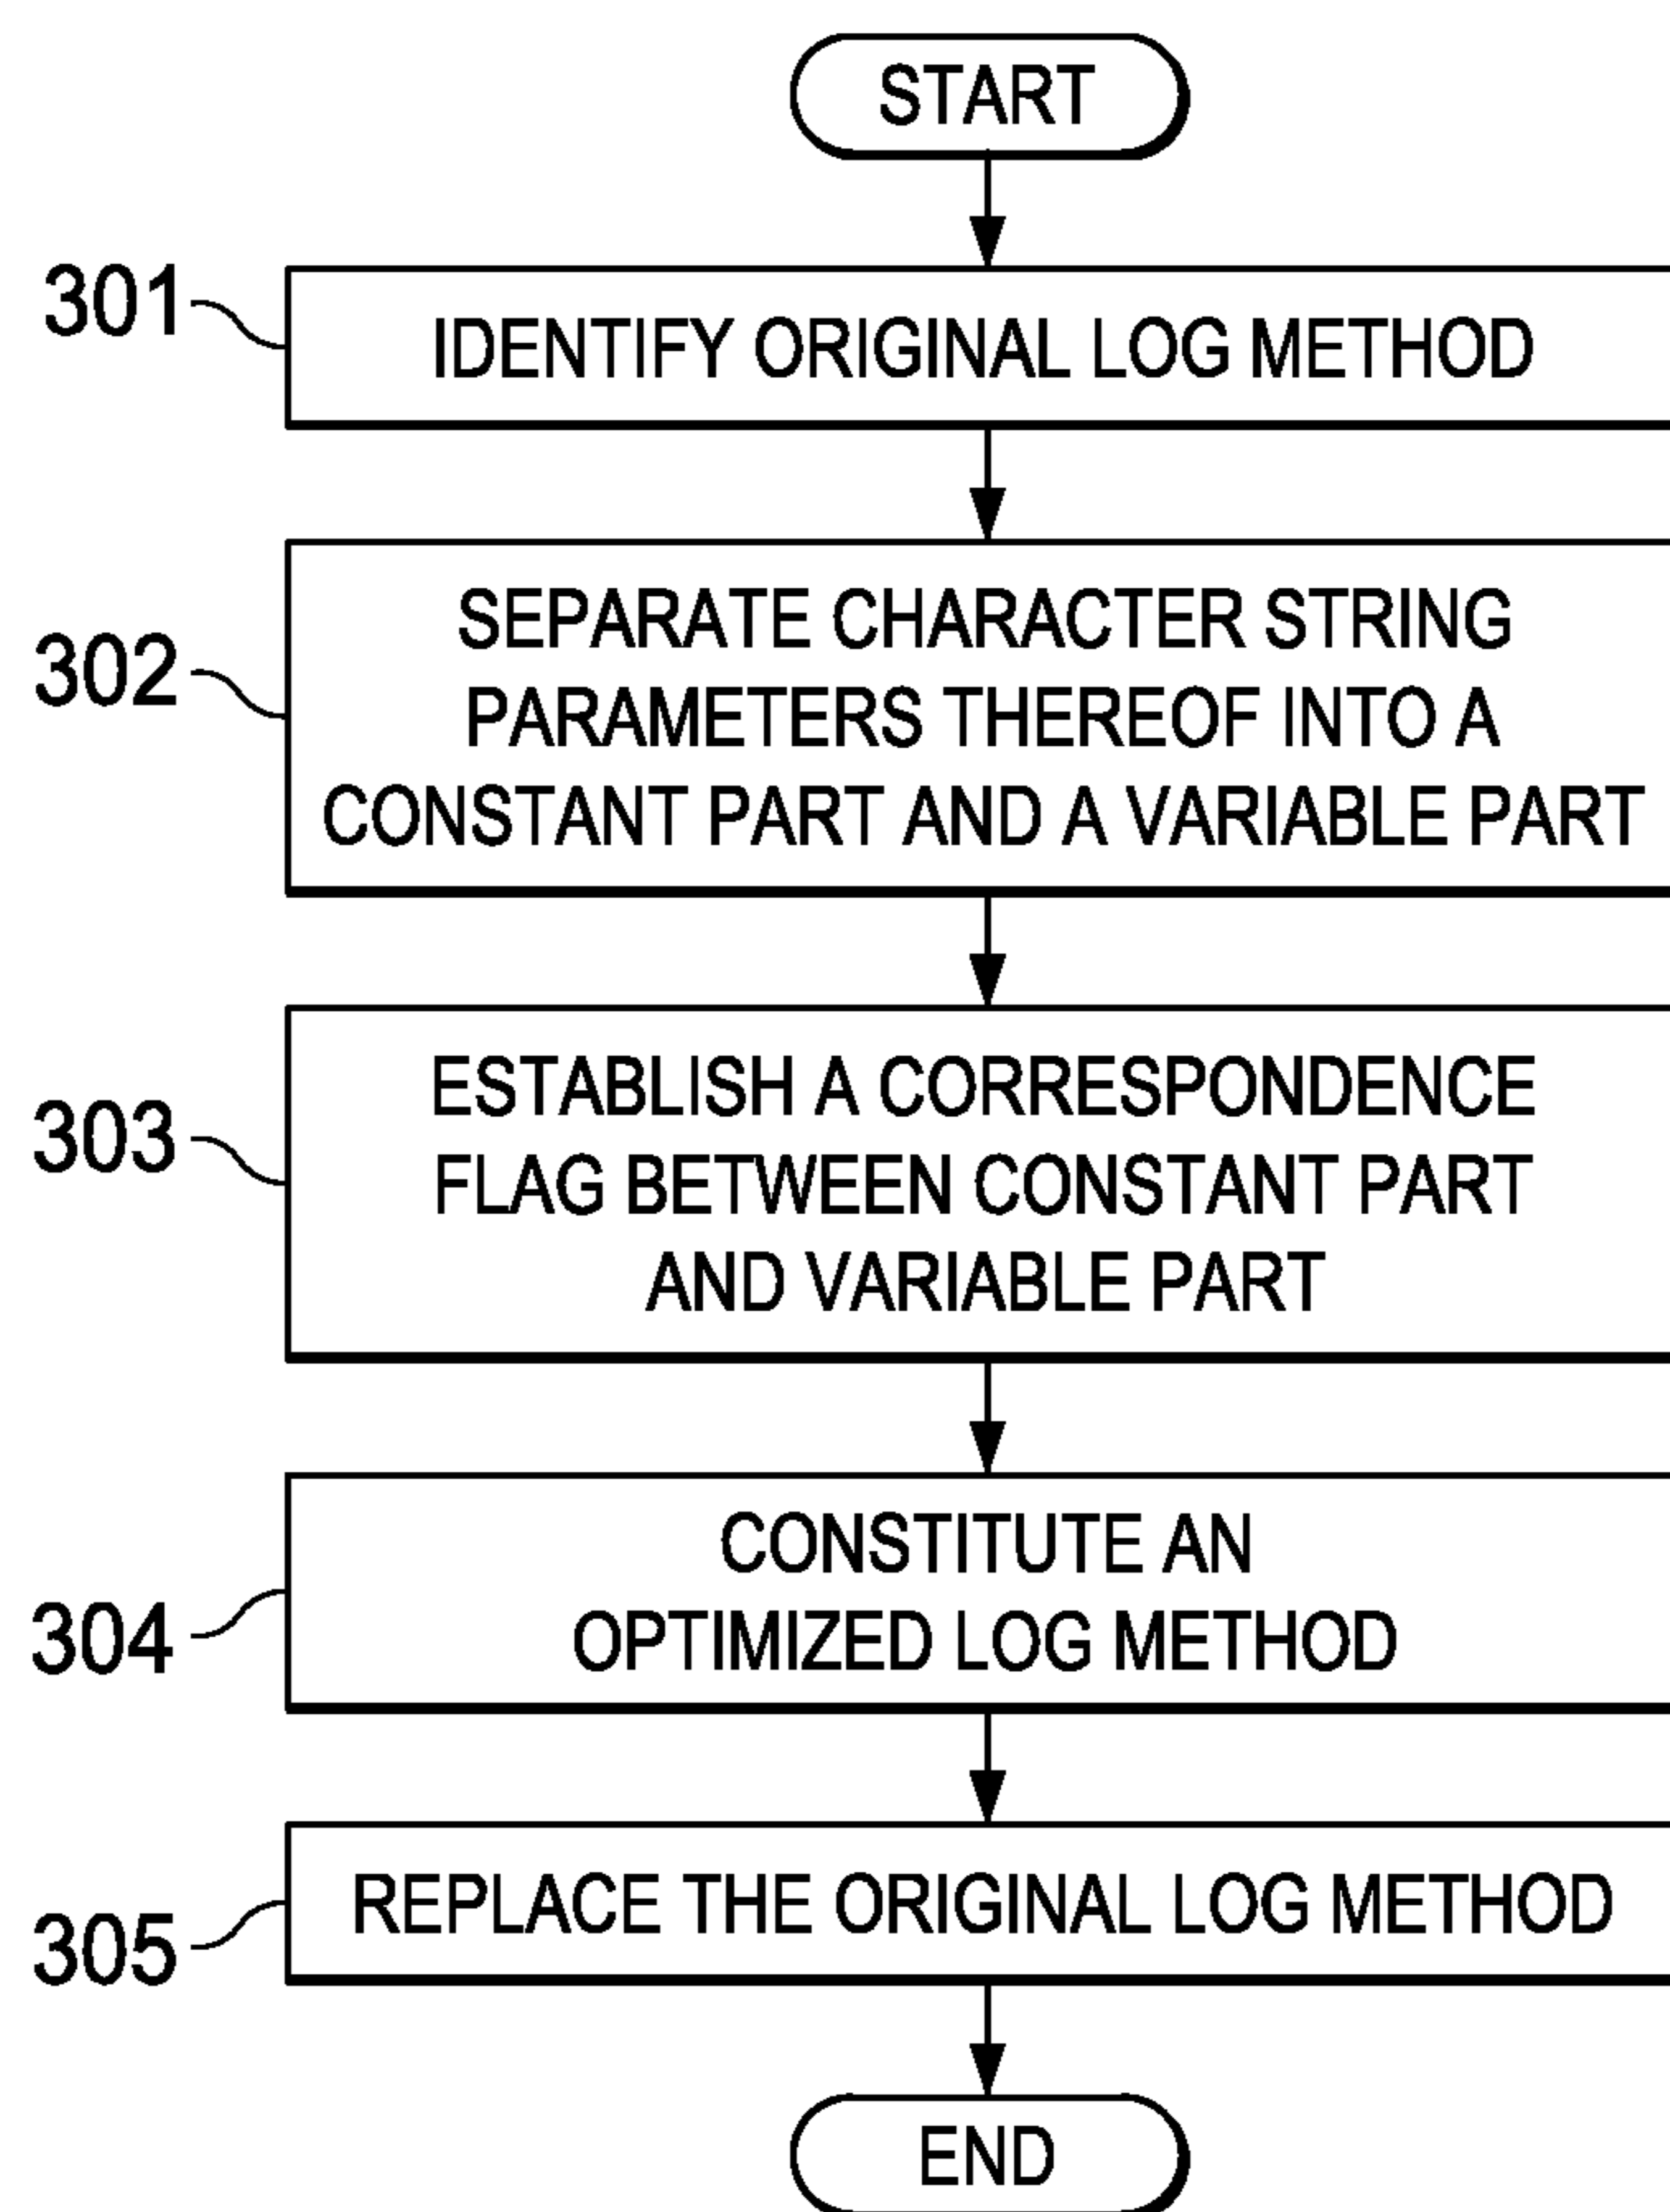 START
301
IDENTIFY ORIGINAL LOG METHOD
302
SEPARATE CHARACTER STRING
PARAMETERS THEREOF INTO A
CONSTANT PART AND A VARIABLE PART
303
ESTABLISH A CORRESPONDENCE
FLAG BETWEEN CONSTANT PART
AND VARIABLE PART
304
CONSTITUTE AN
OPTIMIZED LOG METHOD
305
REPLACE THE ORIGINAL LOG METHOD
END